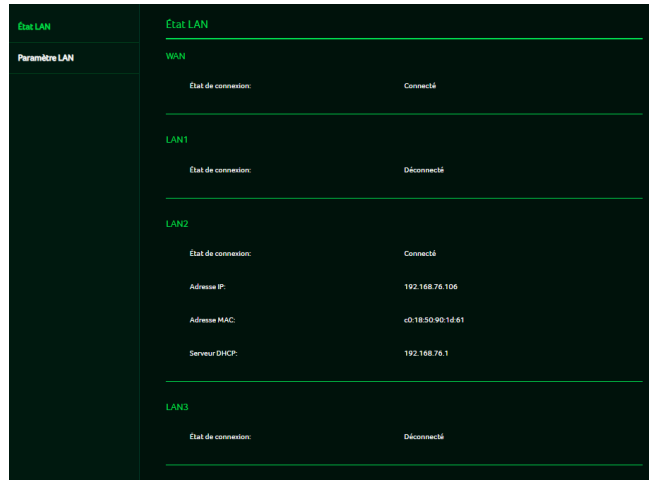 État LAN
Paramètre LAN
État LAN
WAN
État de connexion: Connecté
LAN1
État de connexion: Déconnecté
LAN2
État de connexion: Connecté
Adresse IP: 192.168.76.106
Adresse MAC: c0:18:50:90:1d:61
Serveur DHCP: 192.168.76.1
LAN3
État de connexion: Déconnecté